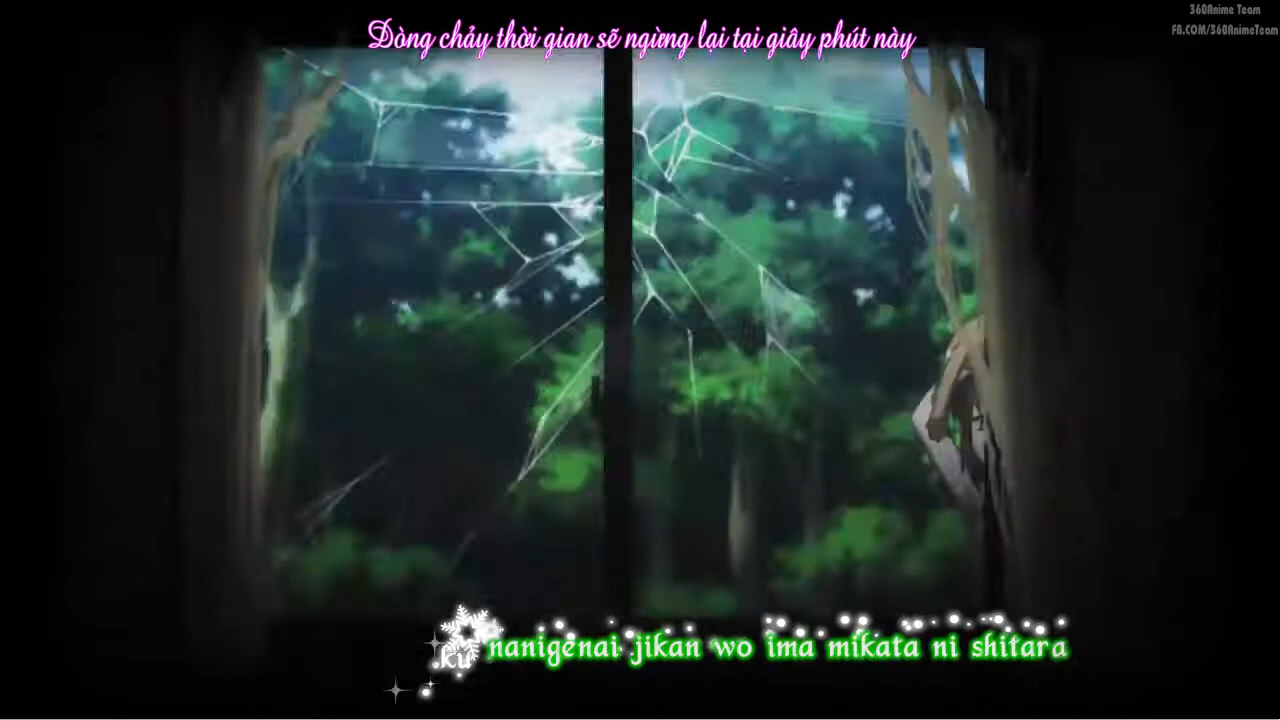 360Anime Team
FB.COM/360AnimeTeam
Dòng chảy thời gian sẽ ngừng lại tại giây phút này
.ku nanigenai jikan wo ima mikata ni shitara